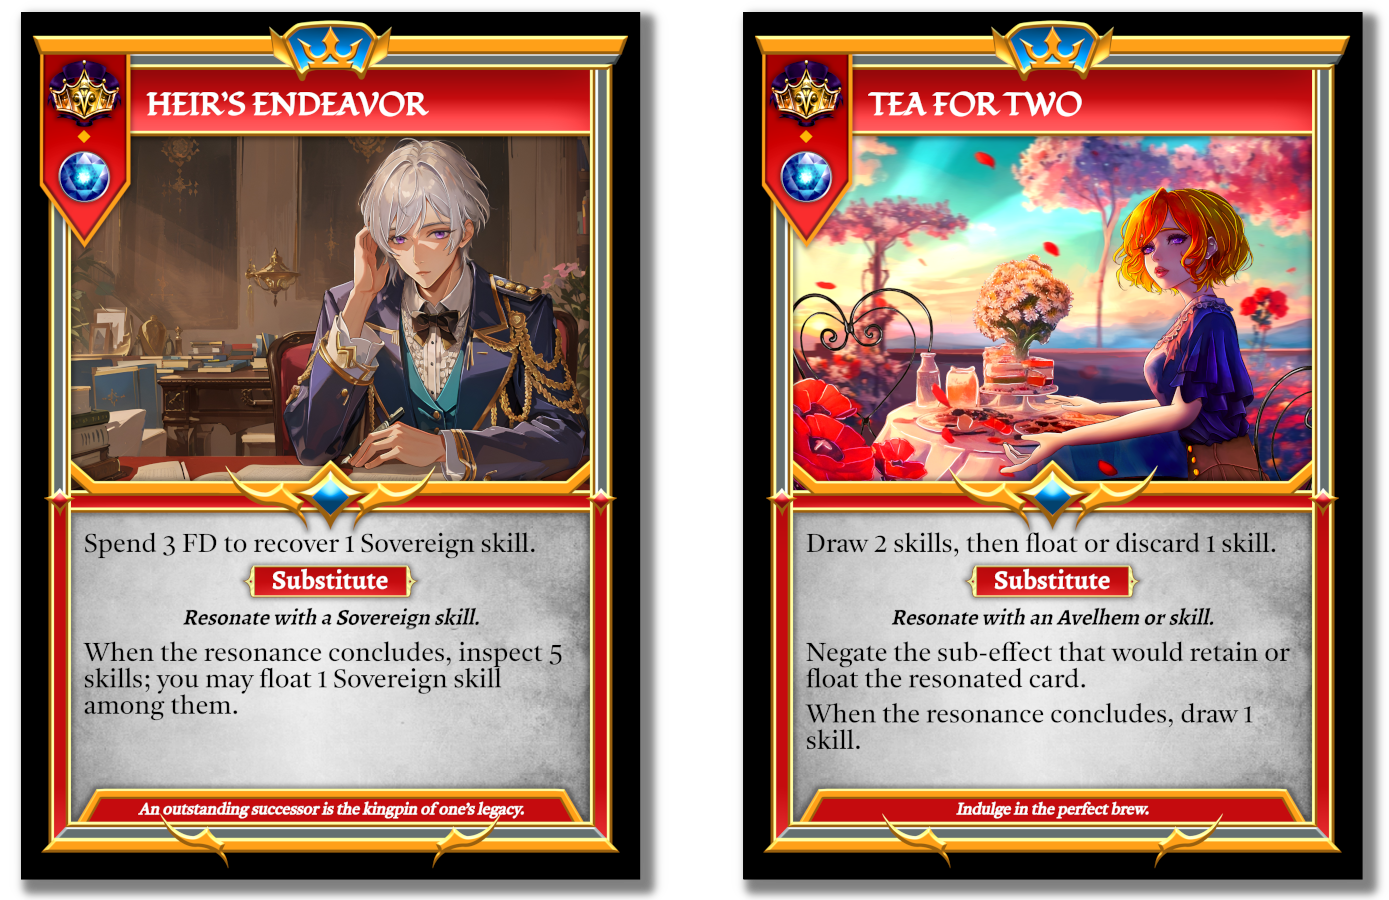 HEIR'S ENDEAVOR
Spend 3 FD to recover 1 Sovereign skill.
Substitute
Resonate with a Sovereign skill.
When the resonance concludes, inspect 5
skills; you may float 1 Sovereign skill
among them.
An outstanding successor is the kingpin of one's legacy.
TEA FOR TWO
Draw 2 skills, then float or discard 1 skill.
Substitute
Resonate with an Avelhem or skill.
Negate the sub-effect that would retain or
float the resonated card.
When the resonance concludes, draw 1
skill.
Indulge in the perfect brew.